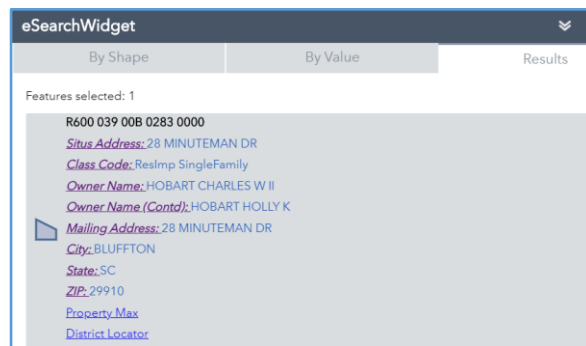 eSearchWidget
By Shape By Value Results
Features selected: 1
R600 039 00B 0283 0000
Situs Address: 28 MINUTEMAN DR
Class Code: ResImp SingleFamily
Owner Name: HOBART CHARLES W II
Owner Name (Contd): HOBART HOLLY K
Mailing Address: 28 MINUTEMAN DR
City: BLUFFTON
State: SC
ZIP: 29910
Property Max
District Locator